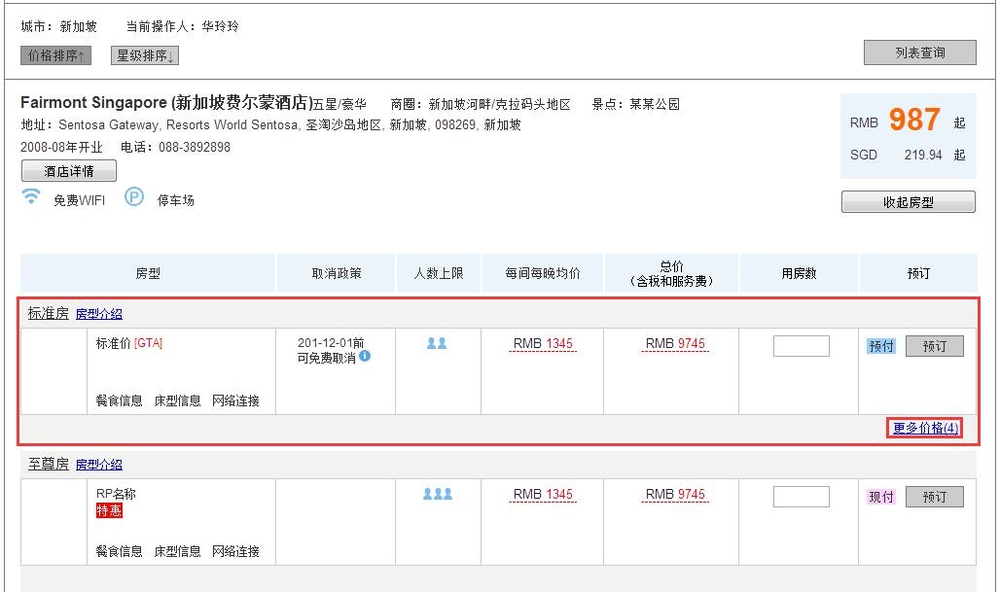 城市：新加坡 当前操作人：华玲玲
价格排序↑ 星级排序↓ 列表查询
Fairmont Singapore (新加坡费尔蒙酒店)五星/豪华 商圈：新加坡河畔/克拉码头地区 景点：某某公园
地址：Sentosa Gateway, Resorts World Sentosa, 圣淘沙岛地区, 新加坡, 098269, 新加坡
2008-08年开业 电话：088-3892898
酒店详情
免费WIFI P 停车场
RMB 987 起
SGD 219.94 起
收起房型
房型 取消政策 人数上限 每间每晚均价 总价 用房数 预订
（含税和服务费）
标准房 房型介绍
标准价 [GTA] 201-12-01前 RMB 1345 RMB 9745 预付 预订
可免费取消 i
餐食信息 床型信息 网络连接
更多价格(4)
至尊房 房型介绍
RP名称 RMB 1345 RMB 9745 现付 预订
特惠
餐食信息 床型信息 网络连接